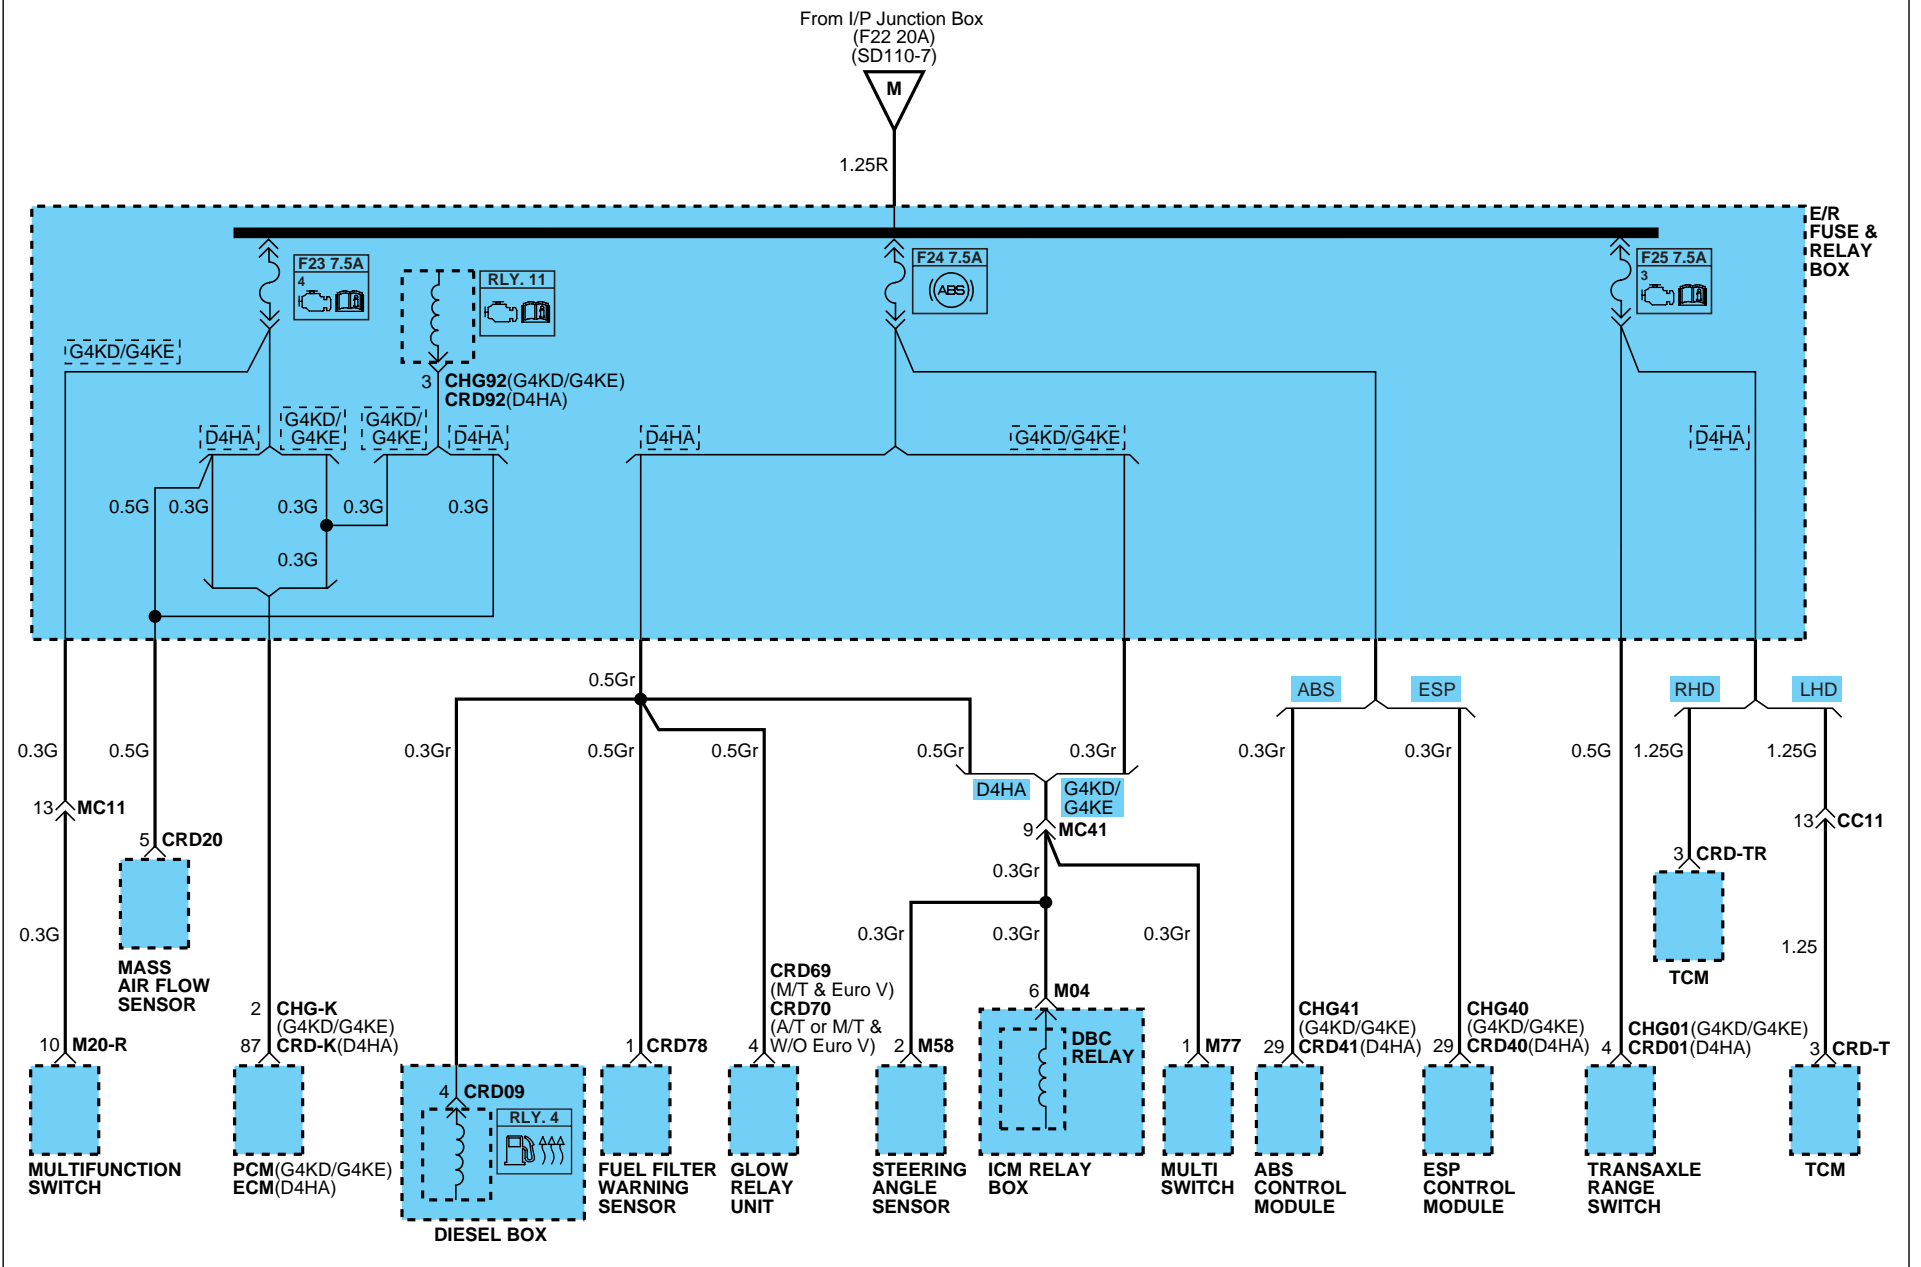 From I/P Junction Box
(F22 20A)
(SD110-7)
M
1.25R
E/R
FUSE &
RELAY
BOX
F23 7.5A
4
RLY. 11
F24 7.5A
ABS
F25 7.5A
3
G4KD/G4KE
3
CHG92(G4KD/G4KE)
CRD92(D4HA)
D4HA
G4KD/
G4KE
G4KD/
G4KE
D4HA
D4HA
G4KD/G4KE
D4HA
0.5G
0.3G
0.3G
0.3G
0.3G
0.3G
0.5Gr
ABS
ESP
RHD
LHD
0.3G
0.5G
0.3Gr
0.5Gr
0.5Gr
0.5Gr
0.3Gr
0.3Gr
0.3Gr
0.5G
1.25G
1.25G
D4HA
G4KD/
G4KE
13 MC11
9 MC41
13 CC11
5 CRD20
3 CRD-TR
0.3Gr
0.3G
0.3Gr
0.3Gr
0.3Gr
1.25
MASS
AIR FLOW
SENSOR
TCM
CRD69
(M/T & Euro V)
CRD70
(A/T or M/T &
W/O Euro V)
4
6 M04
2 CHG-K
(G4KD/G4KE)
87 CRD-K(D4HA)
CHG41
(G4KD/G4KE)
29 CRD41(D4HA)
CHG40
(G4KD/G4KE)
29 CRD40(D4HA)
CHG01(G4KD/G4KE)
4 CRD01(D4HA)
10 M20-R
1 CRD78
2 M58
DBC
RELAY
1 M77
3 CRD-T
4 CRD09
RLY. 4
MULTIFUNCTION
SWITCH
PCM(G4KD/G4KE)
ECM(D4HA)
DIESEL BOX
FUEL FILTER
WARNING
SENSOR
GLOW
RELAY
UNIT
STEERING
ANGLE
SENSOR
ICM RELAY
BOX
MULTI
SWITCH
ABS
CONTROL
MODULE
ESP
CONTROL
MODULE
TRANSAXLE
RANGE
SWITCH
TCM